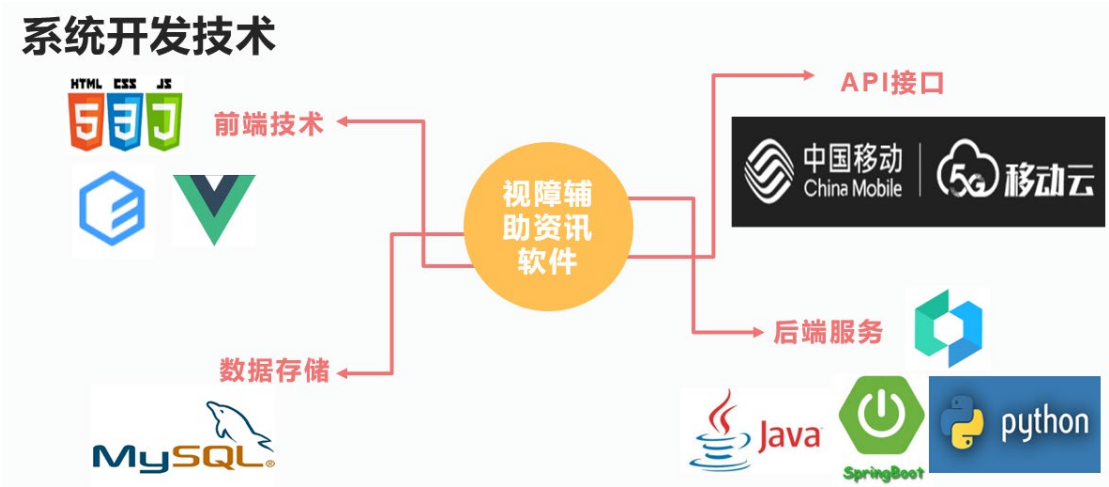 系统开发技术
HTML CSS JS
5 3 J
前端技术
API接口
中国移动
China Mobile
5G 移动云
视障辅
助资讯
软件
后端服务
数据存储
MySQL®
Java
SpringBoot
python